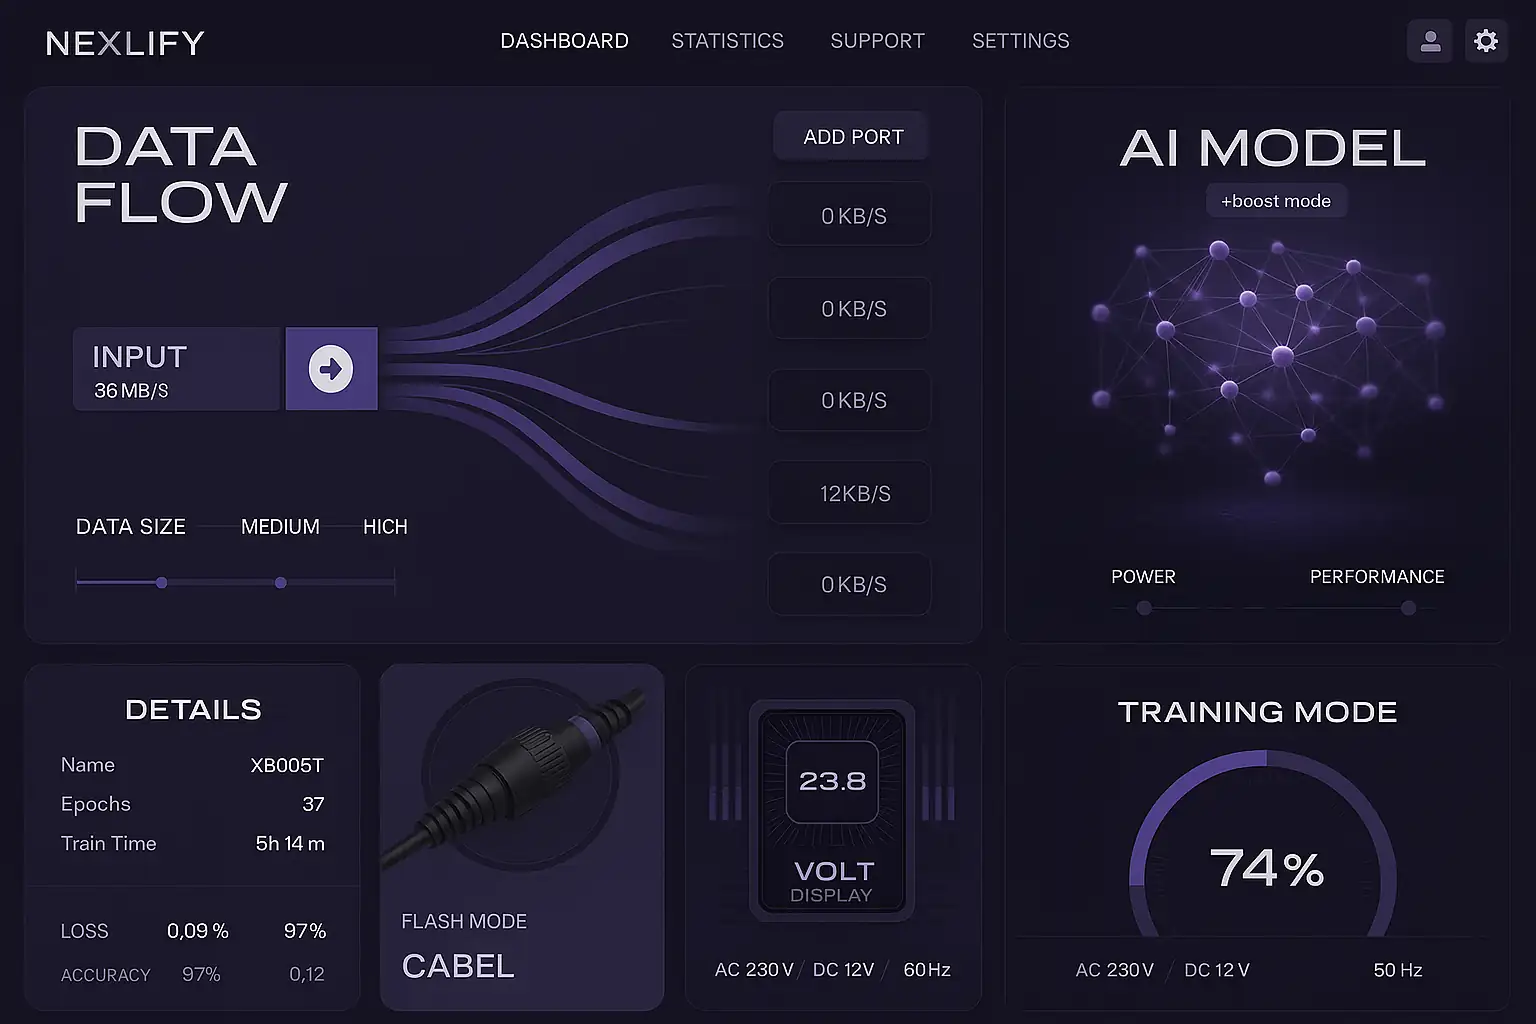 NEXLIFY
DASHBOARD STATISTICS SUPPORT SETTINGS
DATA
FLOW
ADD PORT
0 KB/S
0 KB/S
0 KB/S
12KB/S
0 KB/S
INPUT
36 MB/S
DATA SIZE MEDIUM HICH
AI MODEL
+boost mode
POWER PERFORMANCE
DETAILS
Name XB005T
Epochs 37
Train Time 5h 14 m
LOSS 0,09 % 97%
ACCURACY 97% 0,12
FLASH MODE
CABEL
23.8
VOLT
DISPLAY
AC 230 V / DC 12V / 60 Hz
TRAINING MODE
74%
AC 230 V / DC 12 V 50 Hz